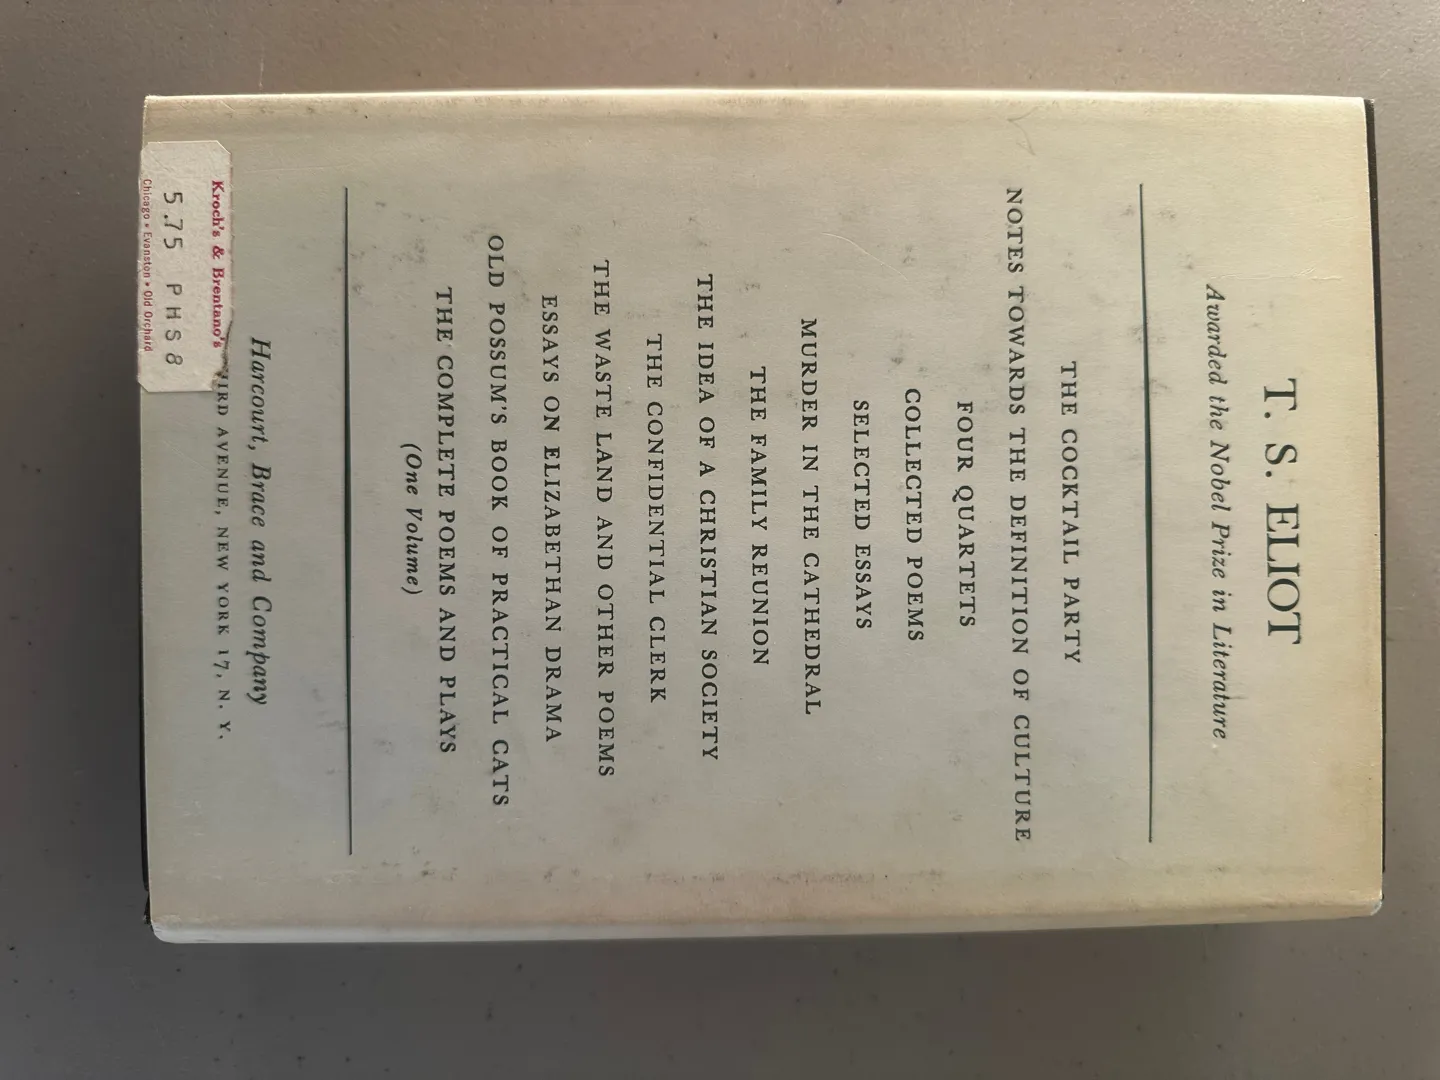 T. S. ELIOT
Awarded the Nobel Prize in Literature
THE COCKTAIL PARTY
NOTES TOWARDS THE DEFINITION OF CULTURE
FOUR QUARTETS
COLLECTED POEMS
SELECTED ESSAYS
MURDER IN THE CATHEDRAL
THE FAMILY REUNION
THE IDEA OF A CHRISTIAN SOCIETY
THE CONFIDENTIAL CLERK
THE WASTE LAND AND OTHER POEMS
ESSAYS ON ELIZABETHAN DRAMA
OLD POSSUM'S BOOK OF PRACTICAL CATS
THE COMPLETE POEMS AND PLAYS
(One Volume)
Harcourt, Brace and Company
AVENUE, NEW YORK 17, N. Y.
Kroch's & Brentano's
5.75 PHS8
Chicago • Evanston • Old Orchard